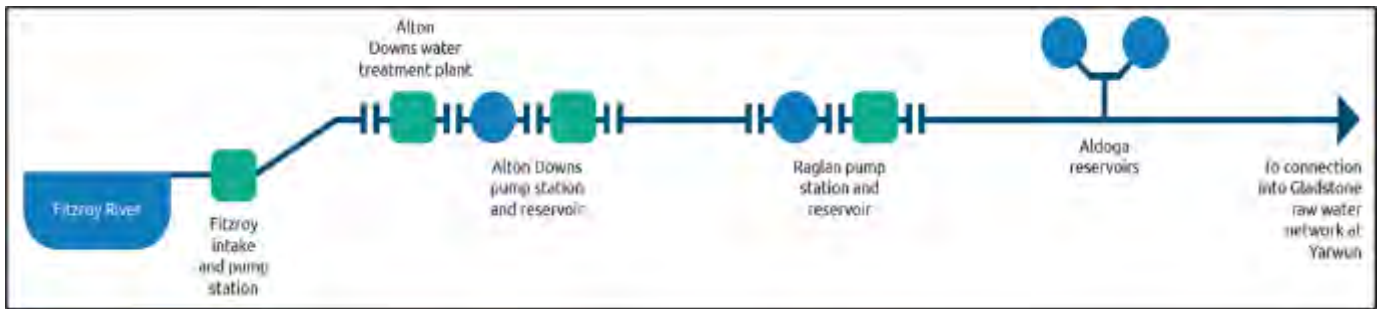 Fitzroy River
Fitzroy
intake
and pump
station
Alton
Downs water
treatment plant
Alton Downs
pump station
and reservoir
Raglan pump
station and
reservoir
Aldoga
reservoirs
To connection
into Gladstone
raw water
network at
Yarwun